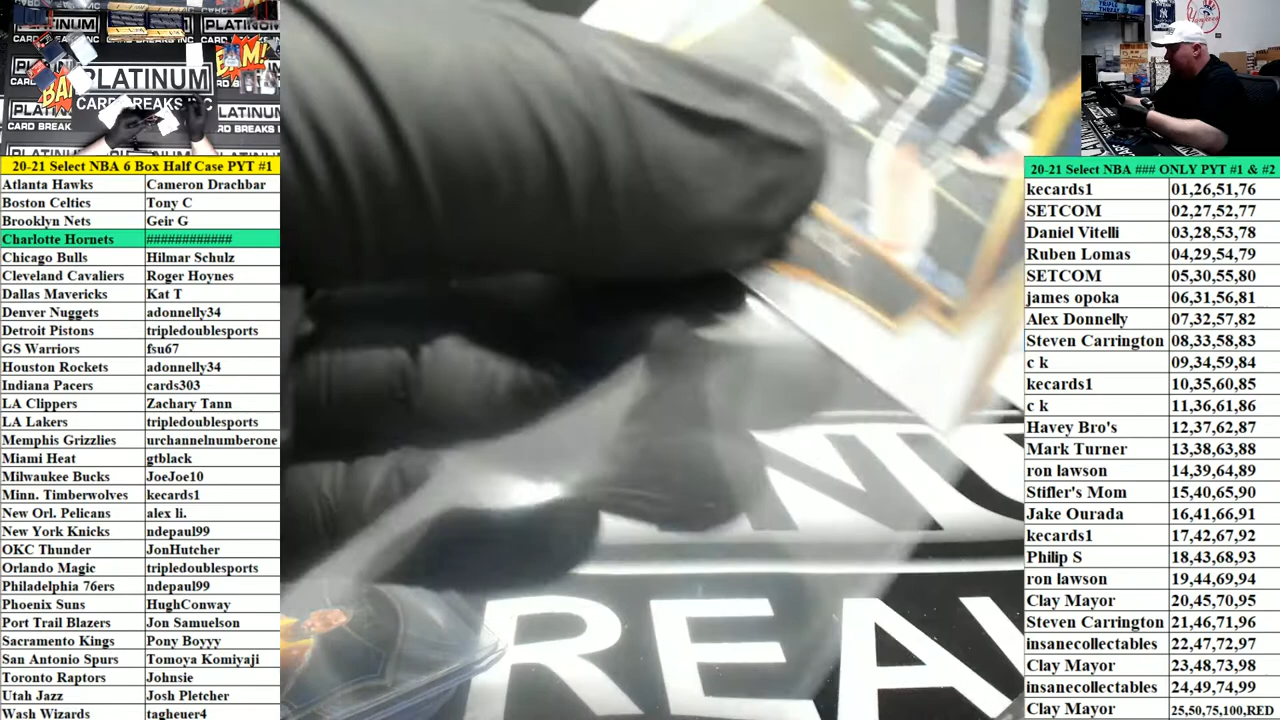 PLATINUM
CARD BREAKS INC
BAM!
20-21 Select NBA 6 Box Half Case PYT #1
Atlanta Hawks Cameron Drachbar
Boston Celtics Tony C
Brooklyn Nets Geir G
Charlotte Hornets ############
Chicago Bulls Hilmar Schulz
Cleveland Cavaliers Roger Hoynes
Dallas Mavericks Kat T
Denver Nuggets adonnelly34
Detroit Pistons tripledoublesports
GS Warriors fsu67
Houston Rockets adonnelly34
Indiana Pacers cards303
LA Clippers Zachary Tann
LA Lakers tripledoublesports
Memphis Grizzlies urchannelnumberone
Miami Heat gtblack
Milwaukee Bucks JoeJoe10
Minn. Timberwolves kecards1
New Orl. Pelicans alex li.
New York Knicks ndepaul99
OKC Thunder JonHutcher
Orlando Magic tripledoublesports
Philadelphia 76ers ndepaul99
Phoenix Suns HughConway
Port Trail Blazers Jon Samuelson
Sacramento Kings Pony Boyyy
San Antonio Spurs Tomoya Komiyaji
Toronto Raptors Johnsie
Utah Jazz Josh Pletcher
Wash Wizards tagheuer4
REA
TRIPLE
THREAT
20-21 Select NBA ### ONLY PYT #1 & #2
kecards1 01,26,51,76
SETCOM 02,27,52,77
Daniel Vitelli 03,28,53,78
Ruben Lomas 04,29,54,79
SETCOM 05,30,55,80
james opoka 06,31,56,81
Alex Donnelly 07,32,57,82
Steven Carrington 08,33,58,83
c k 09,34,59,84
kecards1 10,35,60,85
c k 11,36,61,86
Havey Bro's 12,37,62,87
Mark Turner 13,38,63,88
ron lawson 14,39,64,89
Stifler's Mom 15,40,65,90
Jake Ourada 16,41,66,91
kecards1 17,42,67,92
Philip S 18,43,68,93
ron lawson 19,44,69,94
Clay Mayor 20,45,70,95
Steven Carrington 21,46,71,96
insanecollectables 22,47,72,97
Clay Mayor 23,48,73,98
insanecollectables 24,49,74,99
Clay Mayor 25,50,75,100,RED